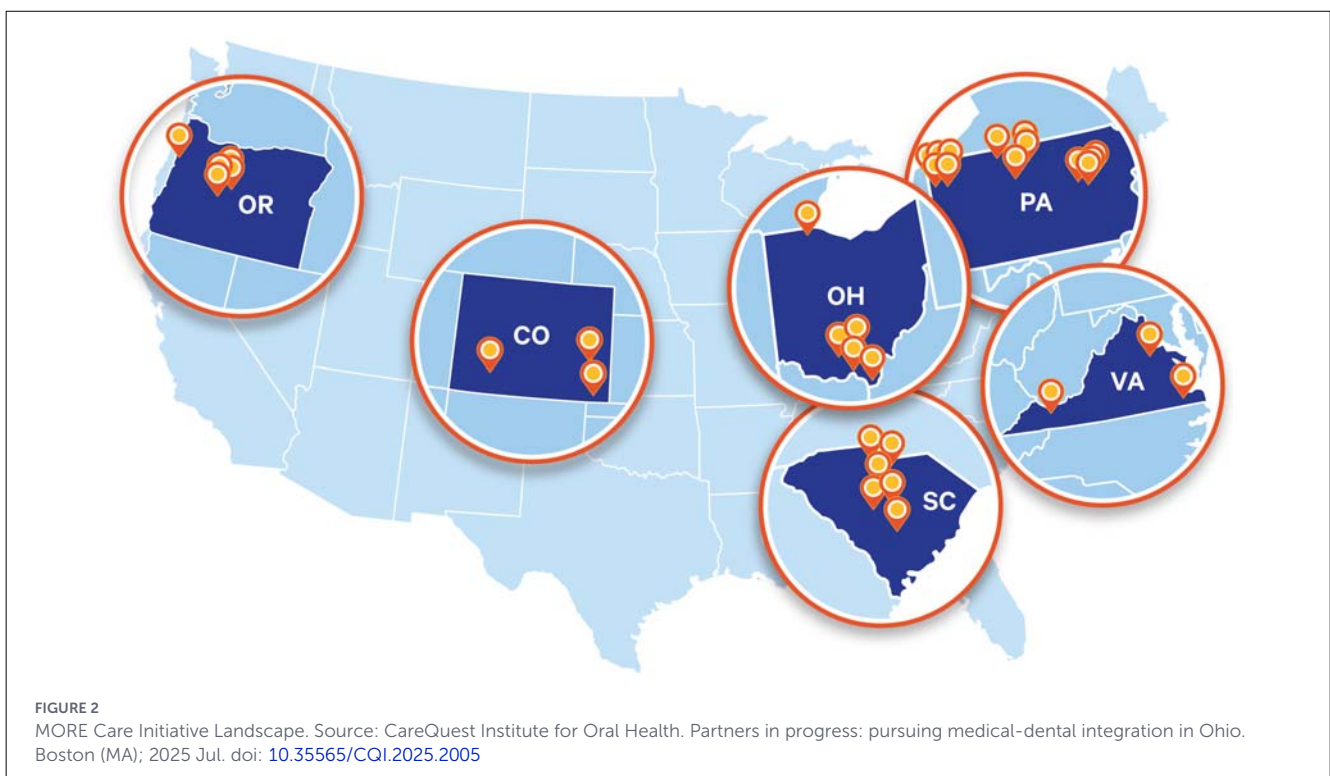 OR
CO
OH
PA
VA
SC
FIGURE 2
MORE Care Initiative Landscape. Source: CareQuest Institute for Oral Health. Partners in progress: pursuing medical-dental integration in Ohio.
Boston (MA); 2025 Jul. doi: 10.35565/CQI.2025.2005